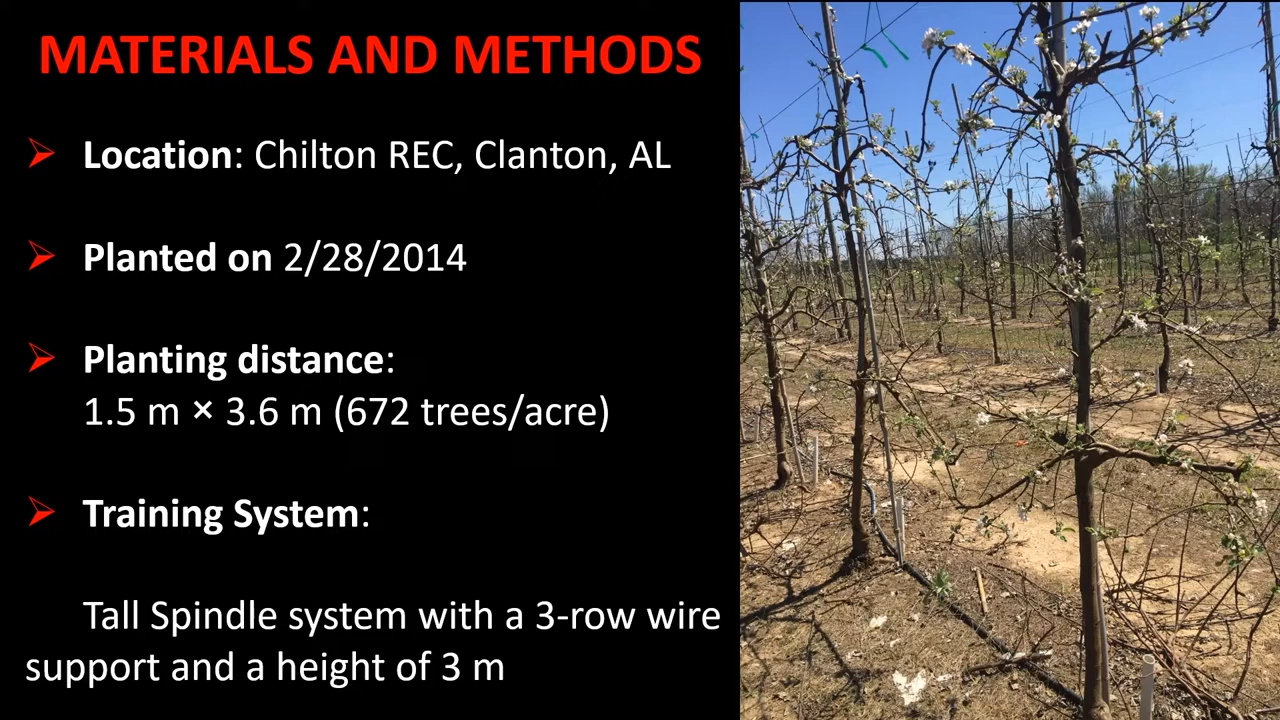 MATERIALS AND METHODS
➢ Location: Chilton REC, Clanton, AL
➢ Planted on 2/28/2014
➢ Planting distance:
1.5 m × 3.6 m (672 trees/acre)
➢ Training System:
Tall Spindle system with a 3-row wire
support and a height of 3 m